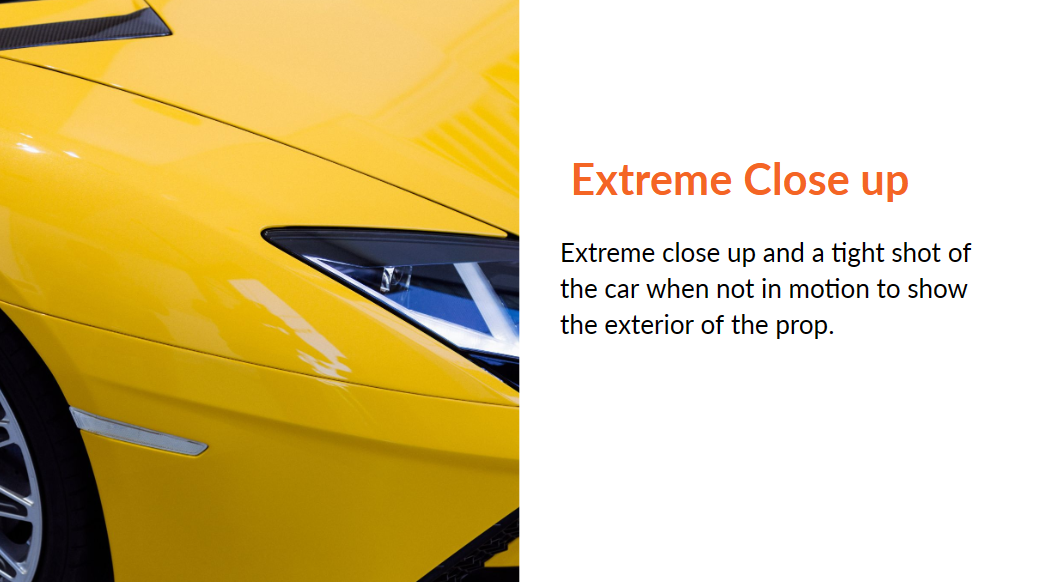 Extreme Close up
Extreme close up and a tight shot of
the car when not in motion to show
the exterior of the prop.